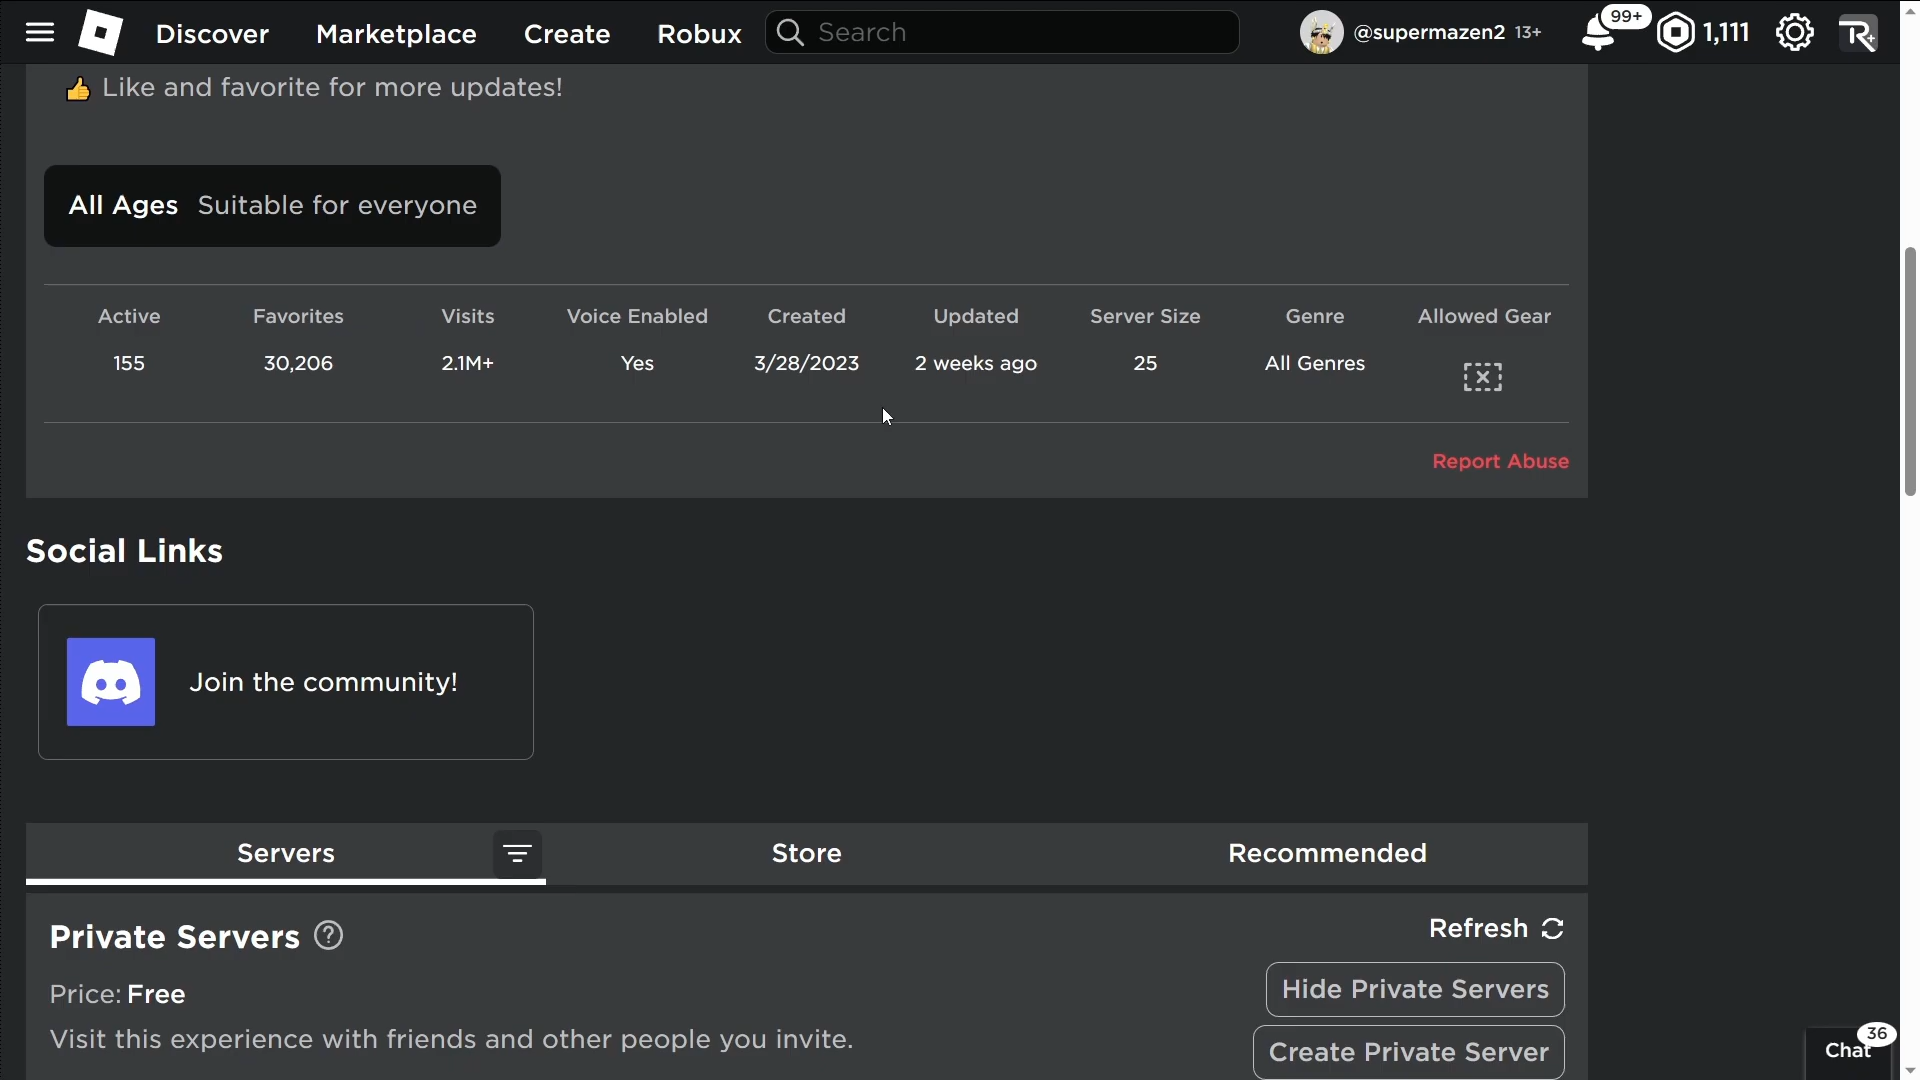 Discover Marketplace Create Robux Search @supermazen2 13+ 99+ 1,111
👍 Like and favorite for more updates!
All Ages Suitable for everyone
Active Favorites Visits Voice Enabled Created Updated Server Size Genre Allowed Gear
155 30,206 2.1M+ Yes 3/28/2023 2 weeks ago 25 All Genres
Report Abuse
Social Links
Join the community!
Servers Store Recommended
Private Servers ?
Refresh
Price: Free
Hide Private Servers
Visit this experience with friends and other people you invite.
Create Private Server
Chat 36